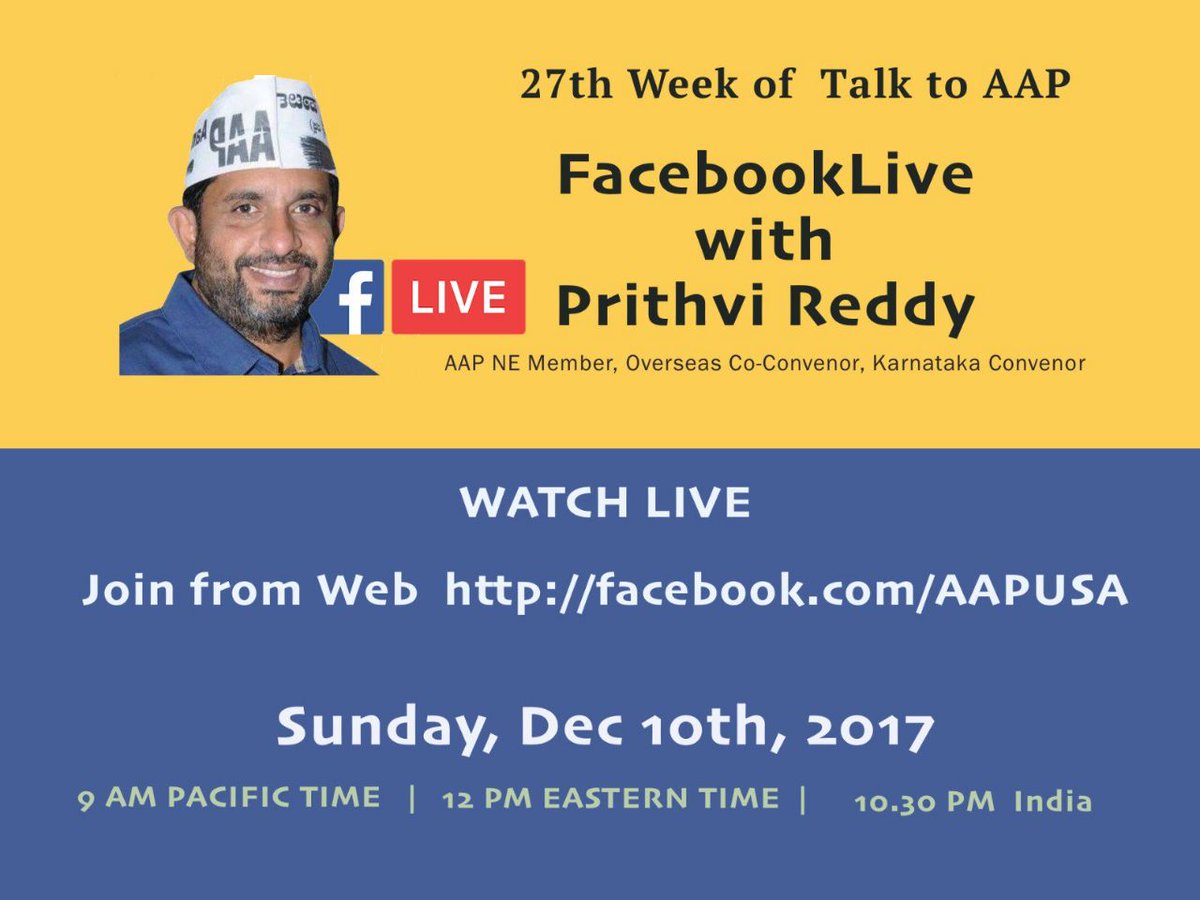 27th Week of Talk to AAP
FacebookLive
with
Prithvi Reddy
AAP
f
LIVE
AAP NE Member, Overseas Co-Convenor, Karnataka Convenor
WATCH LIVE
Join from Web http://facebook.com/AAPUSA
Sunday, Dec 10th, 2017
9 AM PACIFIC TIME | 12 PM EASTERN TIME | 10.30 PM India